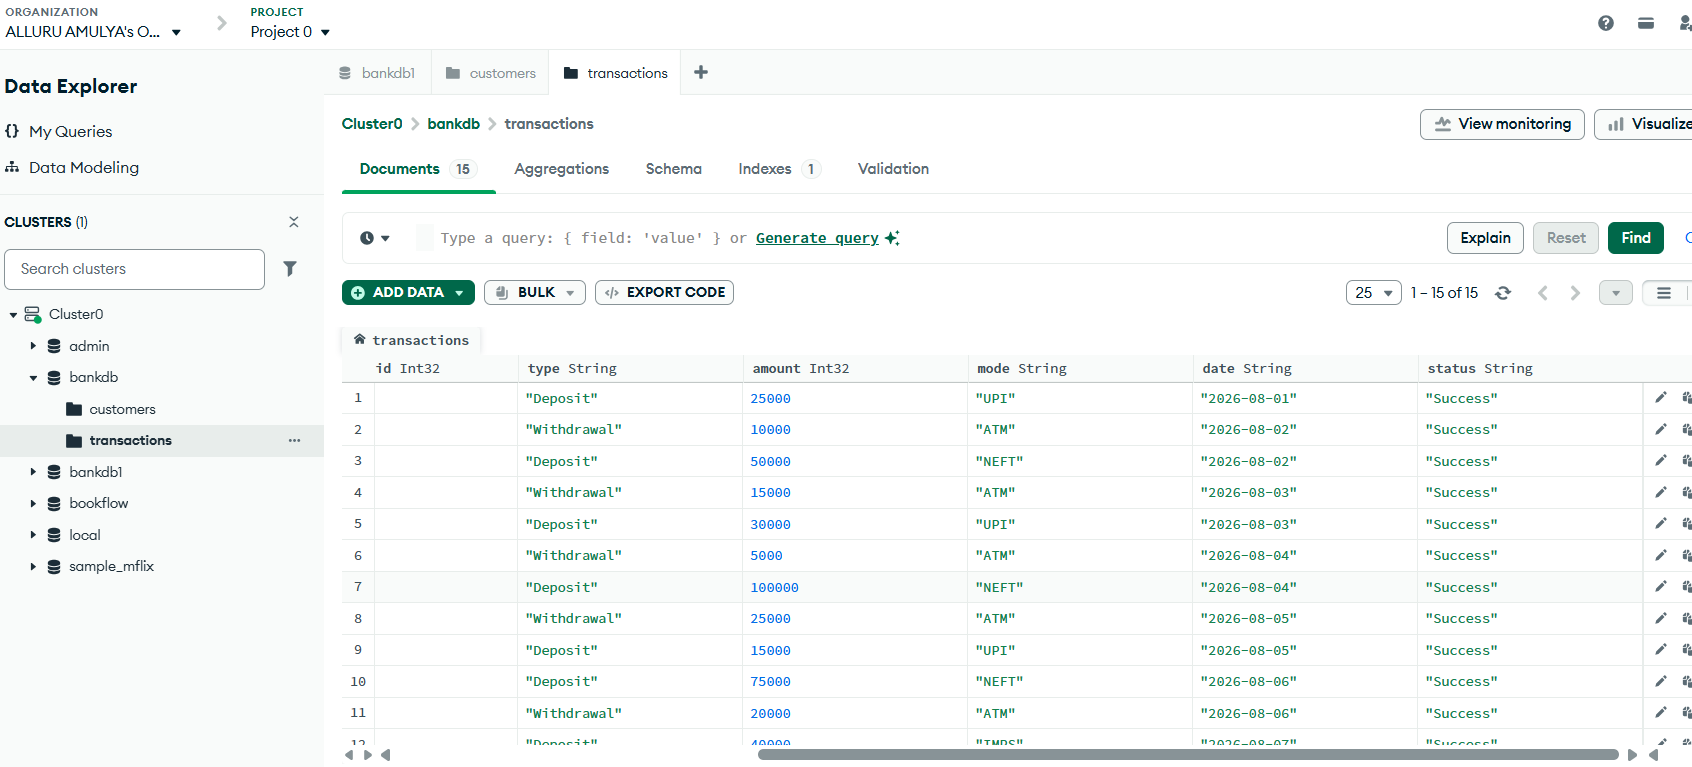 ORGANIZATION
ALLURU AMULYA's O...
PROJECT
Project 0
Data Explorer
My Queries
Data Modeling
CLUSTERS (1)
Search clusters
Cluster0
admin
bankdb
customers
transactions
bankdb1
bookflow
local
sample_mflix
bankdb1 customers transactions
Cluster0 > bankdb > transactions
View monitoring Visualize
Documents 15 Aggregations Schema Indexes 1 Validation
Type a query: { field: 'value' } or Generate query
Explain Reset Find
ADD DATA BULK </> EXPORT CODE
25 1 – 15 of 15
transactions
id Int32 type String amount Int32 mode String date String status String
1 "Deposit" 25000 "UPI" "2026-08-01" "Success"
2 "Withdrawal" 10000 "ATM" "2026-08-02" "Success"
3 "Deposit" 50000 "NEFT" "2026-08-02" "Success"
4 "Withdrawal" 15000 "ATM" "2026-08-03" "Success"
5 "Deposit" 30000 "UPI" "2026-08-03" "Success"
6 "Withdrawal" 5000 "ATM" "2026-08-04" "Success"
7 "Deposit" 100000 "NEFT" "2026-08-04" "Success"
8 "Withdrawal" 25000 "ATM" "2026-08-05" "Success"
9 "Deposit" 15000 "UPI" "2026-08-05" "Success"
10 "Deposit" 75000 "NEFT" "2026-08-06" "Success"
11 "Withdrawal" 20000 "ATM" "2026-08-06" "Success"
12 "Deposit" 40000 "IMPS" "2026-08-07" "Success"